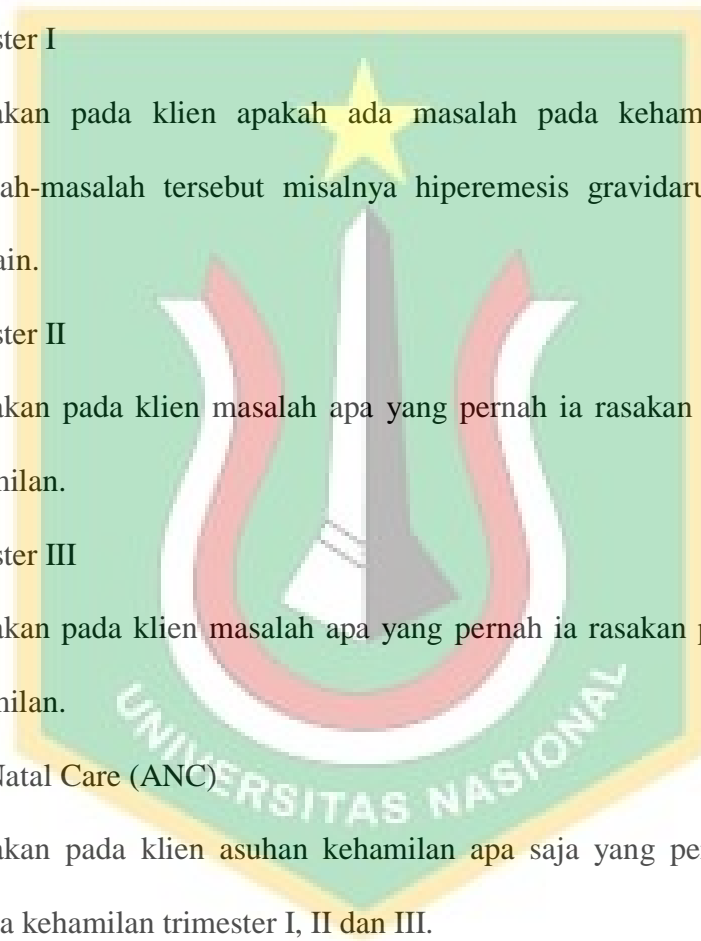 ster I
akan pada klien apakah ada masalah pada keham
ah-masalah tersebut misalnya hiperemesis gravidaru
ain.
ster II
akan pada klien masalah apa yang pernah ia rasakan
nilan.
ster III
akan pada klien masalah apa yang pernah ia rasakan p
nilan.
Natal Care (ANC)
akan pada klien asuhan kehamilan apa saja yang per
a kehamilan trimester I, II dan III.
UNIVERSITAS NASIONAL